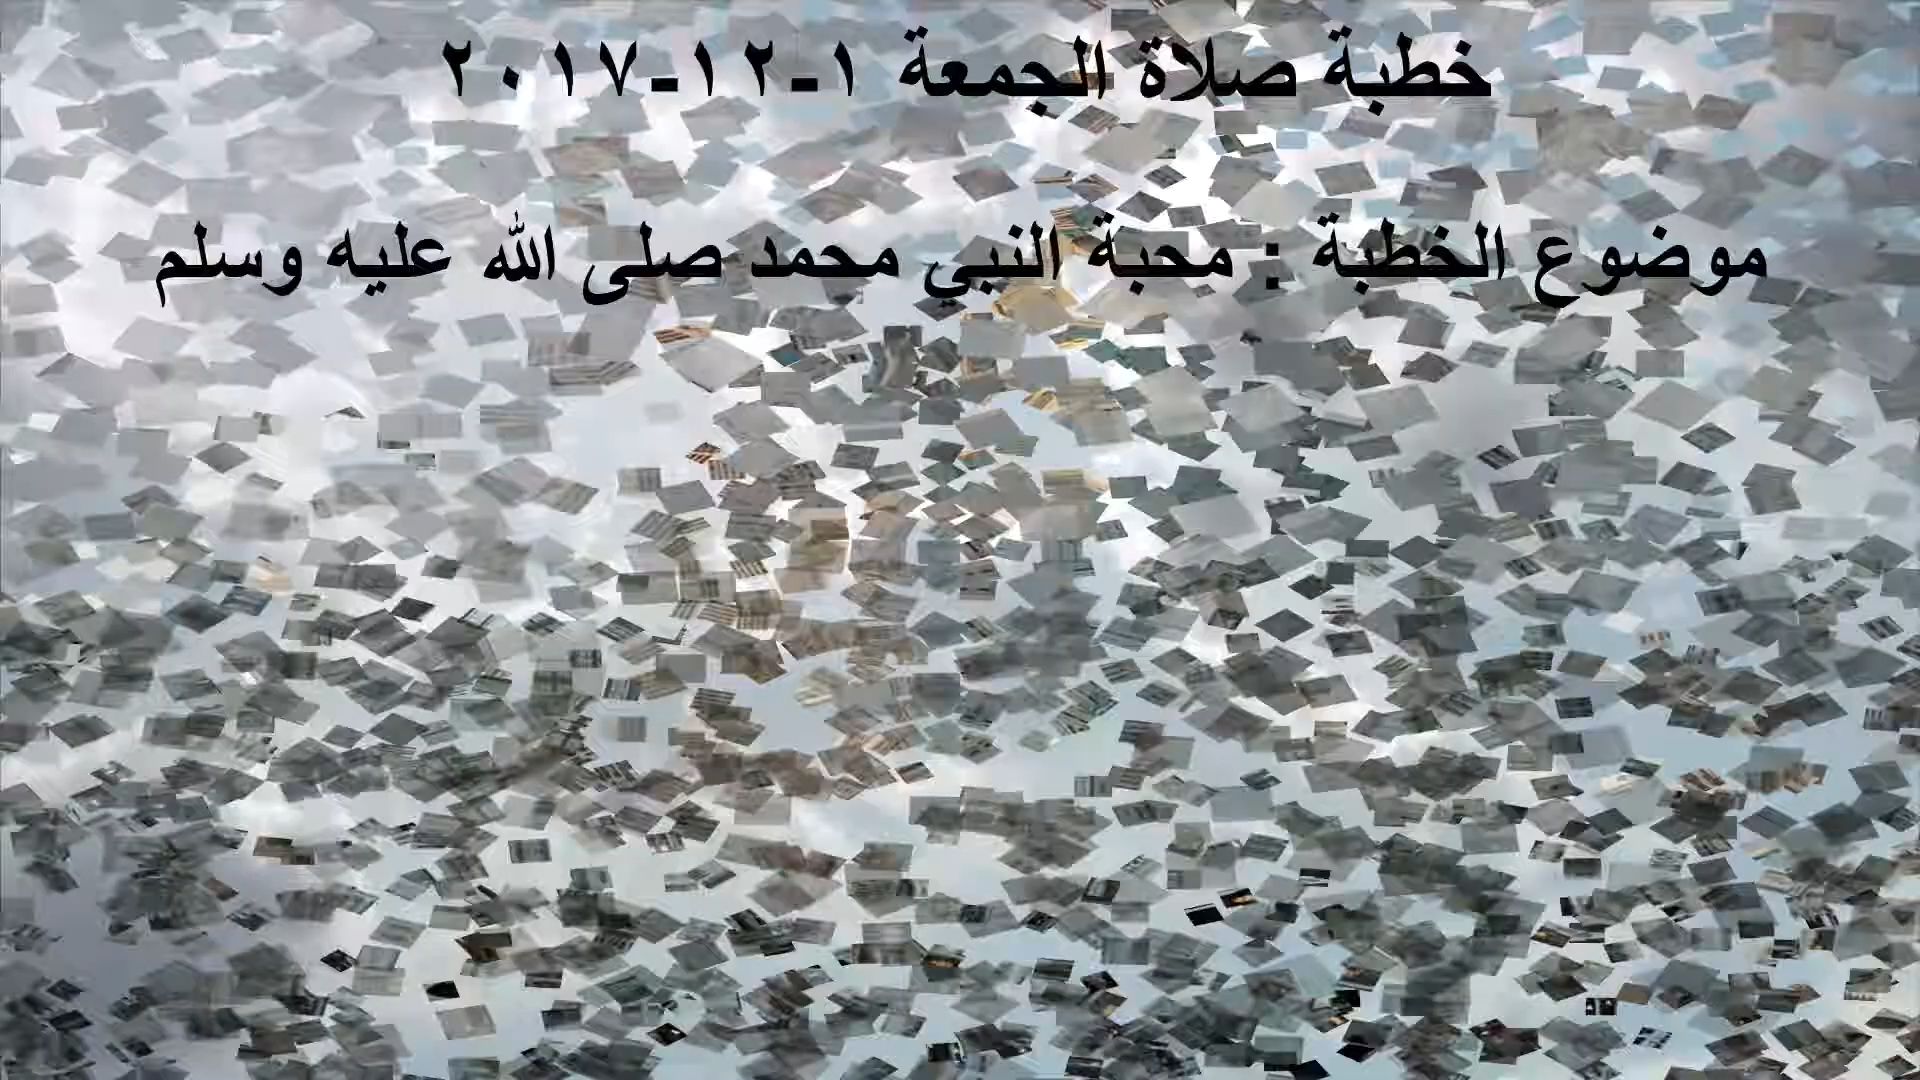 خطبة صلاة الجمعة ١-١٢-٢٠١٧
موضوع الخطبة : محبة النبي محمد صلى الله عليه وسلم